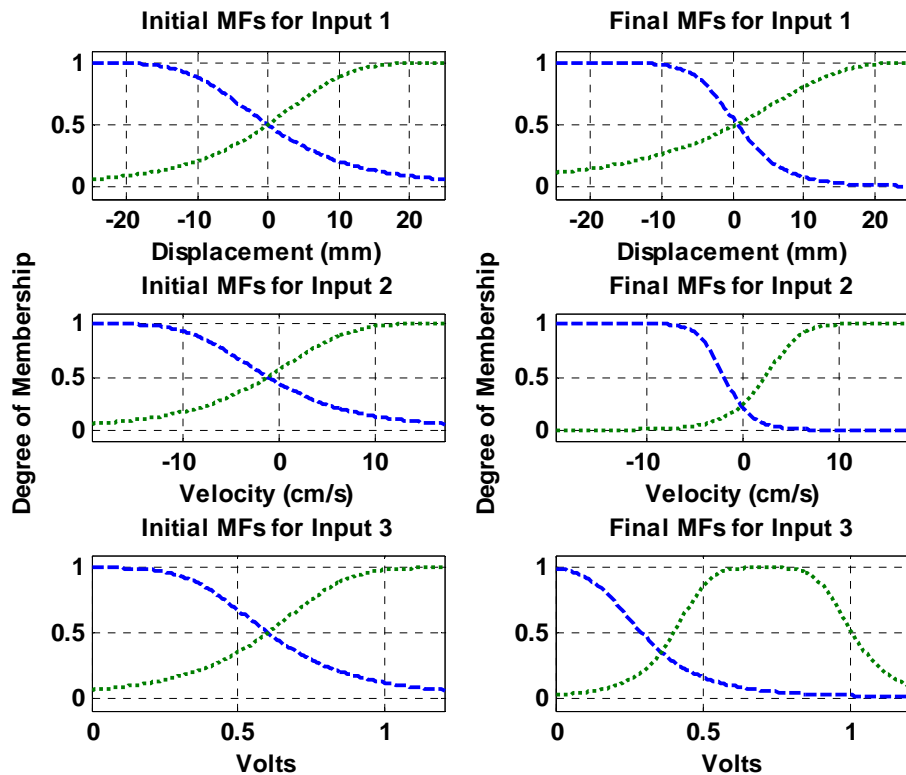 Initial MFs for Input 1
1
0.5
0
-20 -10 0 10 20
Displacement (mm)
Final MFs for Input 1
1
0.5
0
-20 -10 0 10 20
Displacement (mm)
Degree of Membership
Initial MFs for Input 2
1
0.5
0
-10 0 10
Velocity (cm/s)
Degree of Membership
Final MFs for Input 2
1
0.5
0
-10 0 10
Velocity (cm/s)
Initial MFs for Input 3
1
0.5
0
0 0.5 1
Volts
Final MFs for Input 3
1
0.5
0
0 0.5 1
Volts